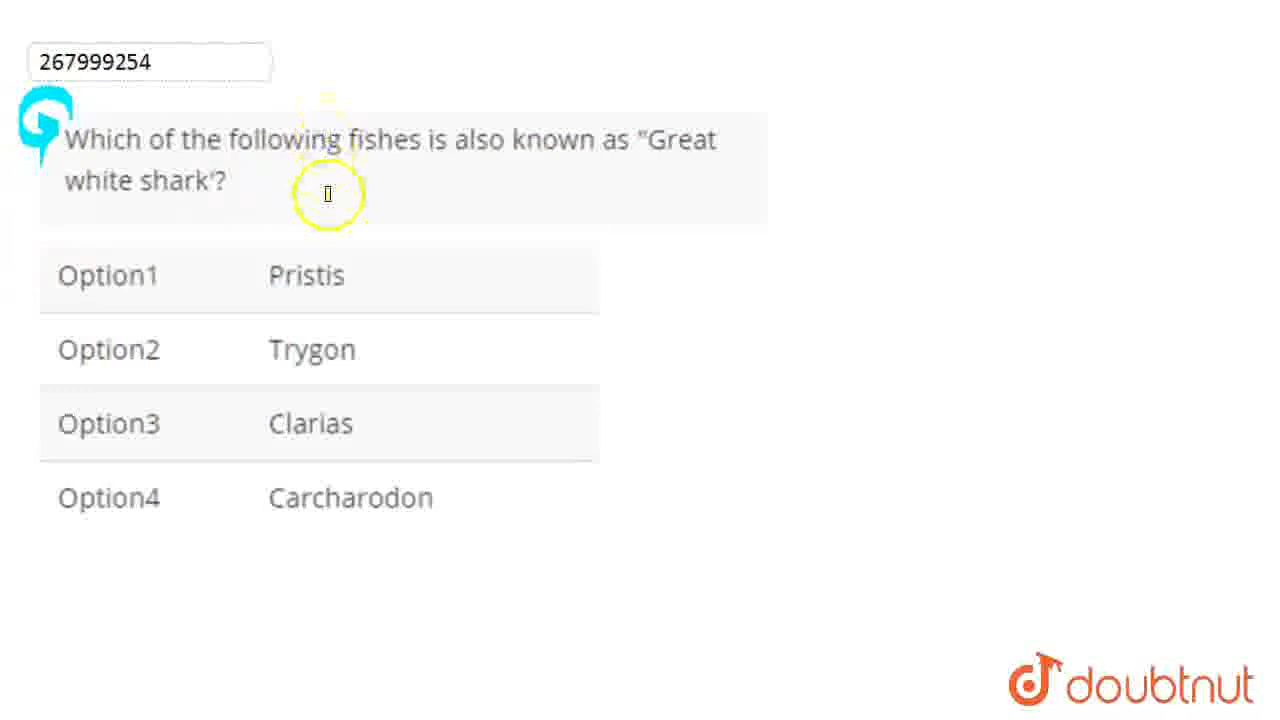 267999254
Which of the following fishes is also known as "Great
white shark'?
Option1 Pristis
Option2 Trygon
Option3 Clarias
Option4 Carcharodon
doubtnut